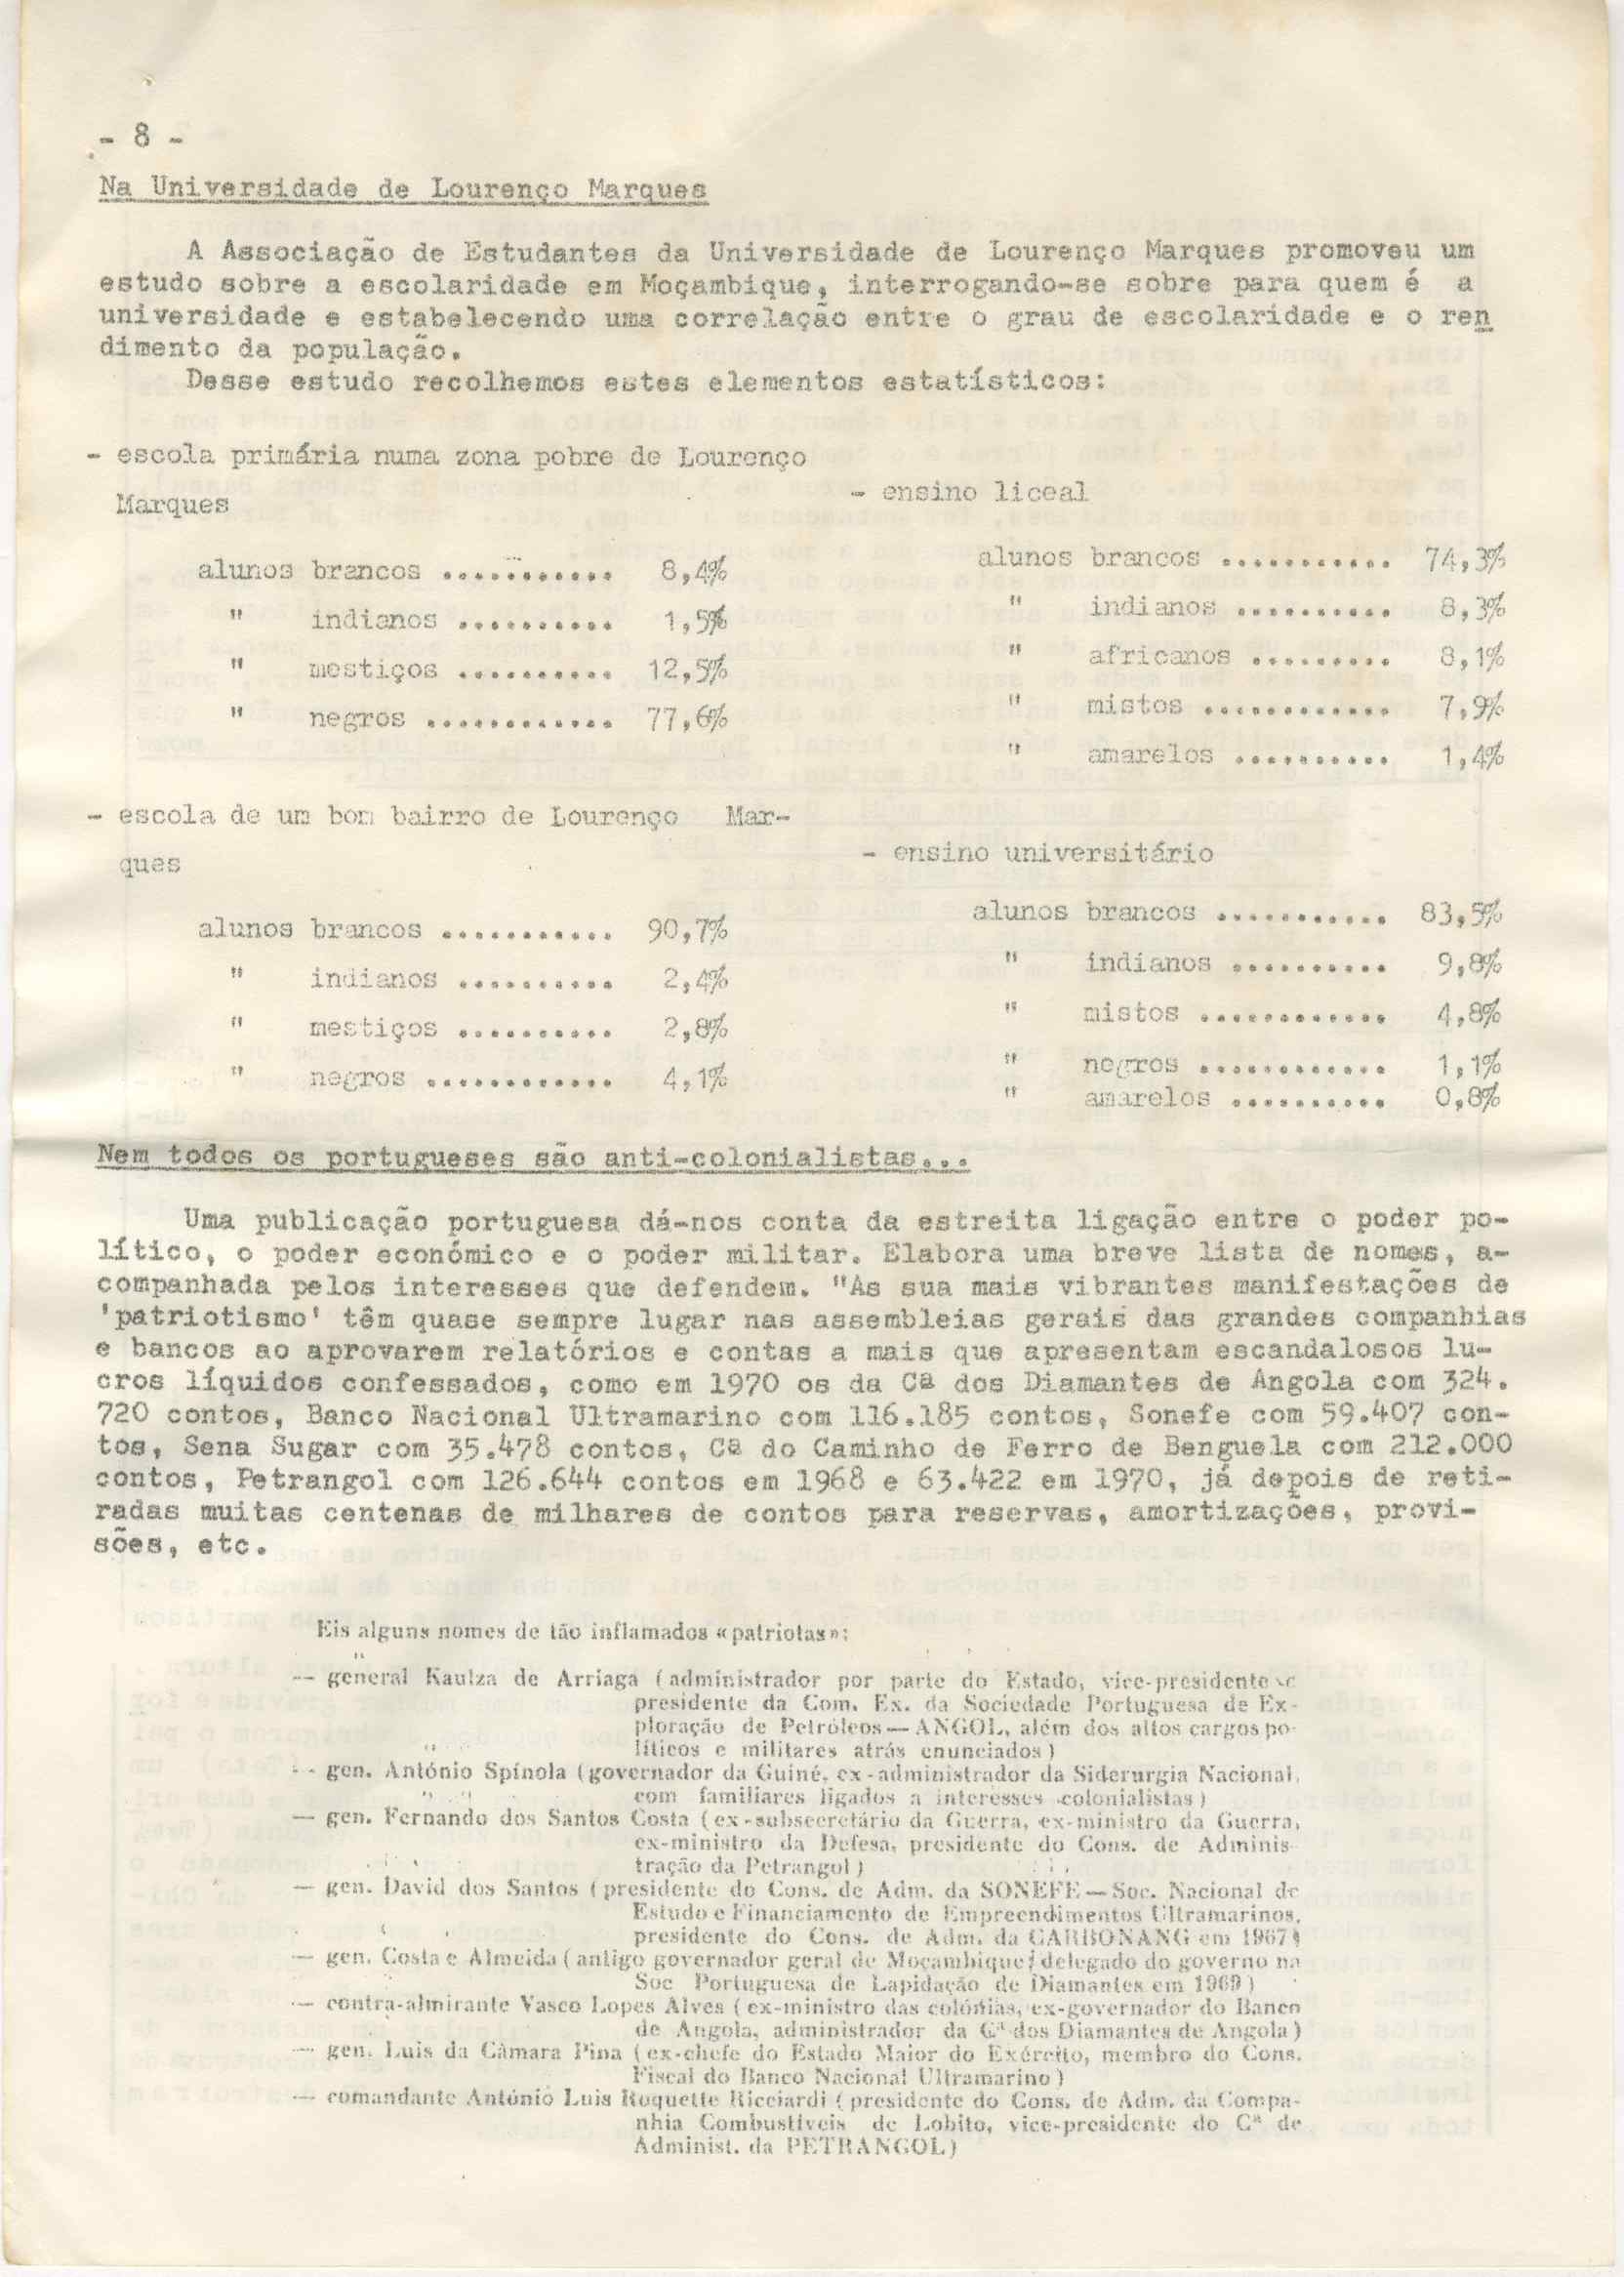 - 8 -
Na Universidade de Lourenço Marques
A Associação de Estudantes da Universidade de Lourenço Marques promoveu um
estudo sobre a escolaridade em Moçambique, interrogando-se sobre para quem é a
universidade e estabelecendo uma correlação entre o grau de escolaridade e o ren
dimento da população.
Desse estudo recolhemos estes elementos estatísticos:
- escola primária numa zona pobre de Lourenço
Marques
alunos brancos ........... 8,4%
" indianos .......... 1,5%
" mestiços .......... 12,5%
" negros ............ 77,6%
- escola de um bom bairro de Lourenço Mar-
ques
alunos brancos ........... 90,7%
" indianos .......... 2,4%
" mestiços .......... 2,8%
" negros ............ 4,1%
- ensino liceal
alunos brancos ........... 74,3%
" indianos .......... 8,3%
" africanos ......... 8,1%
" mistos ............ 7,9%
" amarelos .......... 1,4%
- ensino universitário
alunos brancos ........... 83,5%
" indianos .......... 9,8%
" mistos ............ 4,8%
" negros ............ 1,1%
" amarelos .......... 0,8%
Nem todos os portugueses são anti-colonialistas...
Uma publicação portuguesa dá-nos conta da estreita ligação entre o poder po-
lítico, o poder económico e o poder militar. Elabora uma breve lista de nomes, a-
companhada pelos interesses que defendem. "As sua mais vibrantes manifestações de
'patriotismo' têm quase sempre lugar nas assembleias gerais das grandes companhias
e bancos ao aprovarem relatórios e contas a mais que apresentam escandalosos lu-
cros líquidos confessados, como em 1970 os da Cª dos Diamantes de Angola com 324.
720 contos, Banco Nacional Ultramarino com 116.185 contos, Sonefe com 59.407 con-
tos, Sena Sugar com 35.478 contos, Cª do Caminho de Ferro de Benguela com 212.000
contos, Petrangol com 126.644 contos em 1968 e 63.422 em 1970, já depois de reti-
radas muitas centenas de milhares de contos para reservas, amortizações, provi-
sões, etc.
Eis alguns nomes de tão inflamados «patriotas»:
— general Kaulza de Arriaga (administrador por parte do Estado, vice-presidente e
presidente da Com. Ex. da Sociedade Portuguesa de Ex-
ploração de Petróleos — ANGOL, além dos altos cargos po-
líticos e militares atrás enunciados)
— gen. António Spínola (governador da Guiné, ex-administrador da Siderurgia Nacional,
com familiares ligados a interesses colonialistas)
— gen. Fernando dos Santos Costa (ex-subsecretário da Guerra, ex-ministro da Guerra,
ex-ministro da Defesa, presidente do Cons. de Adminis-
tração da Petrangol)
— gen. David dos Santos (presidente do Cons. de Adm. da SONEFE — Soc. Nacional de
Estudo e Financiamento de Empreendimentos Ultramarinos,
presidente do Cons. de Adm. da CARBONANG em 1967)
— gen. Costa e Almeida (antigo governador geral de Moçambique; delegado do governo na
Soc Portuguesa de Lapidação de Diamantes em 1969)
— contra-almirante Vasco Lopes Alves (ex-ministro das colónias, ex-governador do Banco
de Angola, administrador da Cª dos Diamantes de Angola)
— gen. Luis da Câmara Pina (ex-chefe do Estado Maior do Exército, membro do Cons.
Fiscal do Banco Nacional Ultramarino)
— comandante António Luis Roquette Ricciardi (presidente do Cons. de Adm. da Compa-
nhia Combustíveis de Lobito, vice-presidente do Cª de
Administ. da PETRANGOL)